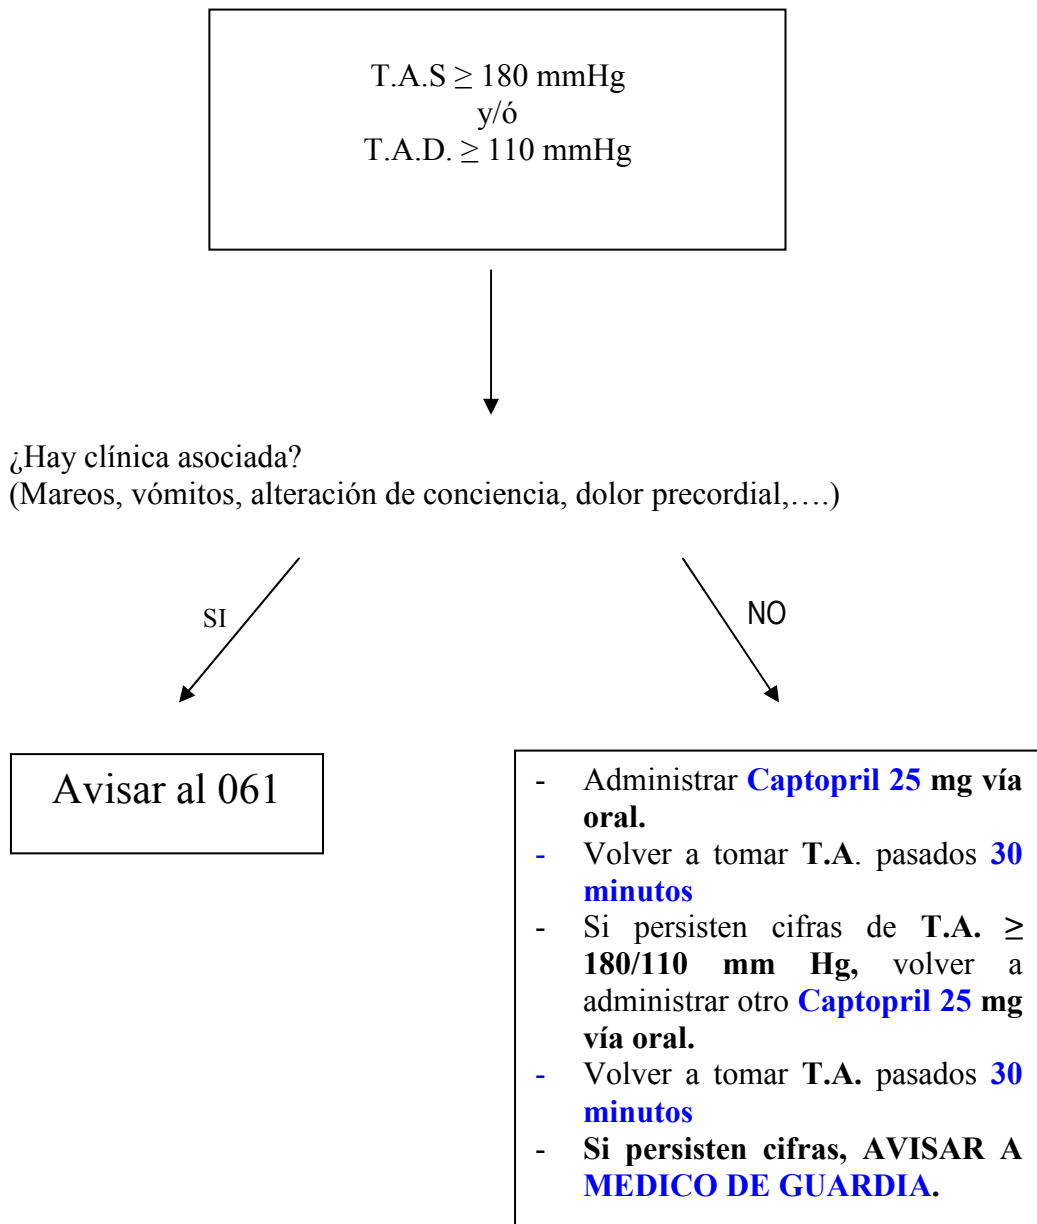 T.A.S ≥ 180 mmHg
y/ó
T.A.D. ≥ 110 mmHg
¿Hay clínica asociada?
(Mareos, vómitos, alteración de conciencia, dolor precordial,….)
SI
NO
Avisar al 061
- Administrar Captopril 25 mg vía
oral.
- Volver a tomar T.A. pasados 30
minutos
- Si persisten cifras de T.A. ≥
180/110 mm Hg, volver a
administrar otro Captopril 25 mg
vía oral.
- Volver a tomar T.A. pasados 30
minutos
- Si persisten cifras, AVISAR A
MEDICO DE GUARDIA.